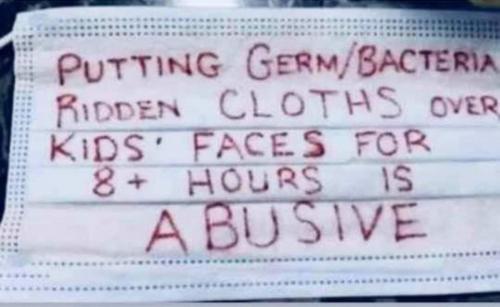 PUTTING GERM/BACTERIA
RIDDEN CLOTHS OVER
KIDS' FACES FOR
8+ HOURS IS
ABUSIVE